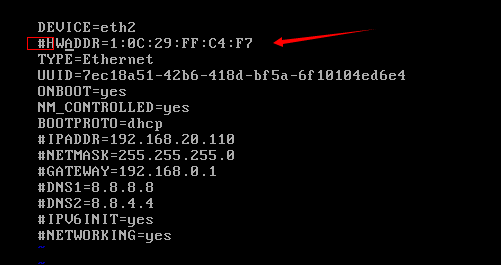 DEVICE=eth2
#HWADDR=1:0C:29:FF:C4:F7
TYPE=Ethernet
UUID=7ec18a51-42b6-418d-bf5a-6f10104ed6e4
ONBOOT=yes
NM_CONTROLLED=yes
BOOTPROTO=dhcp
#IPADDR=192.168.20.110
#NETMASK=255.255.255.0
#GATEWAY=192.168.0.1
#DNS1=8.8.8.8
#DNS2=8.8.4.4
#IPV6INIT=yes
#NETWORKING=yes